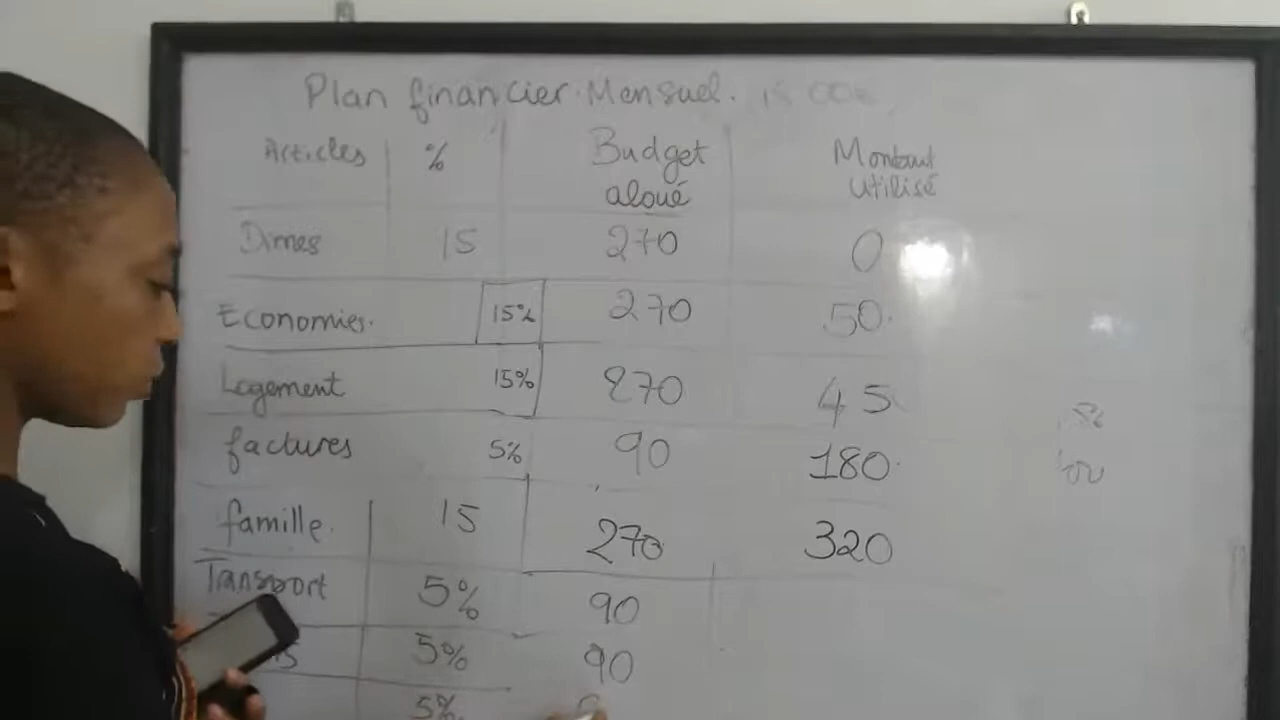 Plan financier Mensuel.
Articles % Budget aloué Montant Utilisé
Dimes 15 270 0
Economies. 15% 270 50
Logement 15% 270 45
factures 5% 90 180
famille. 15 270 320
Transport 5% 90
5% 90
5%